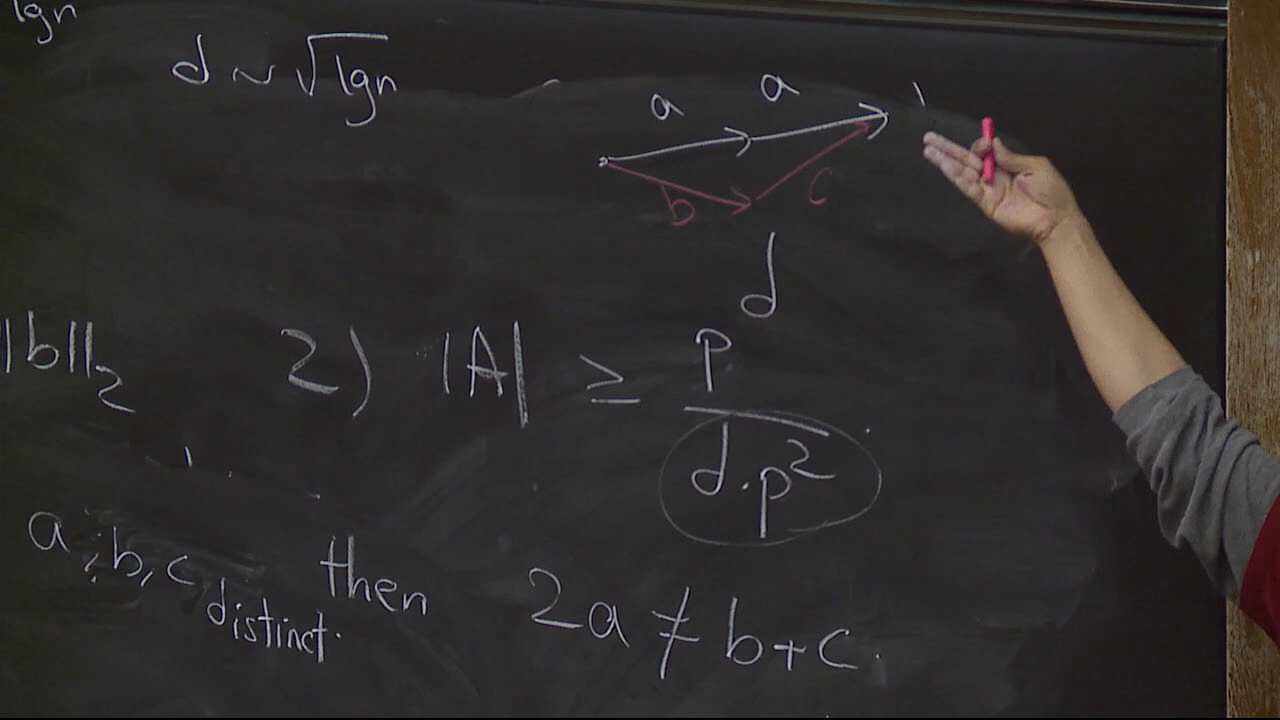 lgn
d ~ √lgn
a a
b c
||b||₂ 2) |A| ≥ p^d / (d·p²)
a, b, c distinct. then 2a ≠ b+c.